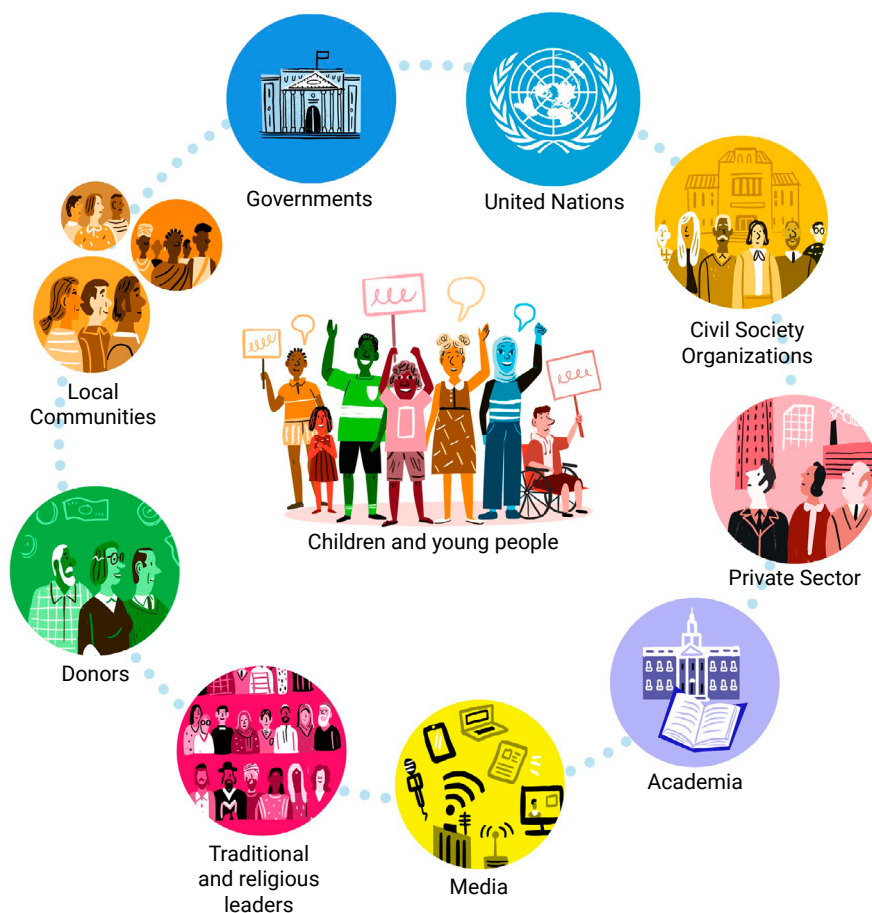 Governments
United Nations
Civil Society
Organizations
Local
Communities
Children and young people
Private Sector
Donors
Academia
Traditional
and religious
leaders
Media